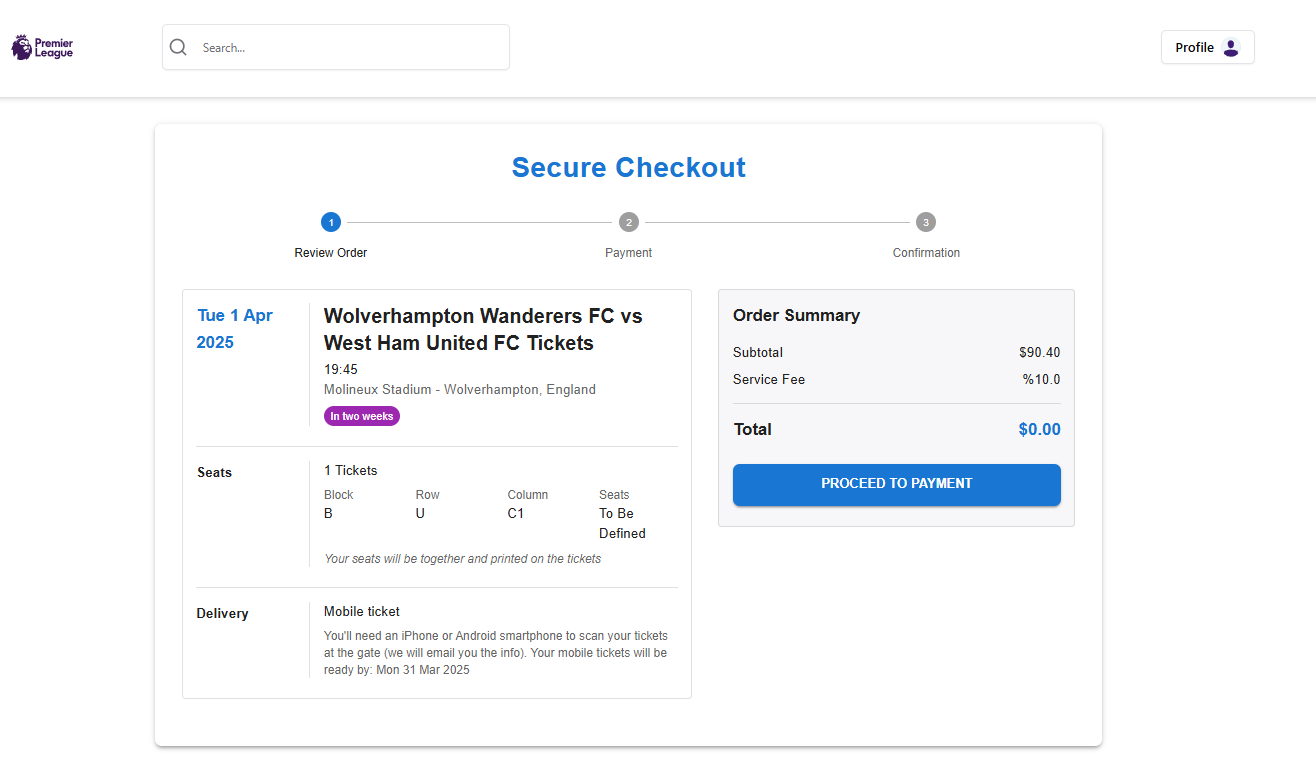 Premier
League
Search...
Profile
Secure Checkout
1
2
3
Review Order
Payment
Confirmation
Tue 1 Apr
2025
Wolverhampton Wanderers FC vs
West Ham United FC Tickets
19:45
Molineux Stadium - Wolverhampton, England
In two weeks
Seats
1 Tickets
Block
Row
Column
Seats
B
U
C1
To Be
Defined
Your seats will be together and printed on the tickets
Delivery
Mobile ticket
You'll need an iPhone or Android smartphone to scan your tickets
at the gate (we will email you the info). Your mobile tickets will be
ready by: Mon 31 Mar 2025
Order Summary
Subtotal $90.40
Service Fee %10.0
Total $0.00
PROCEED TO PAYMENT